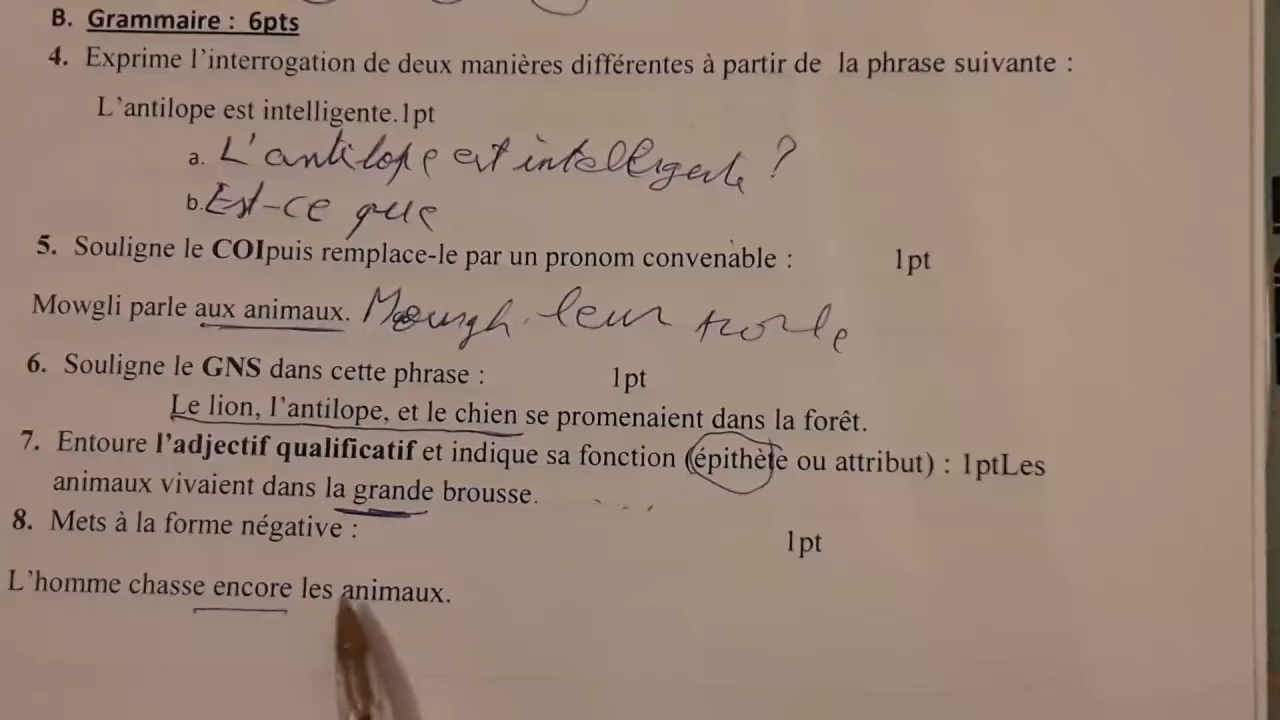 B. Grammaire : 6pts
4. Exprime l'interrogation de deux manières différentes à partir de la phrase suivante :
L'antilope est intelligente.1pt
a. L'antilope est intelligente ?
b. Est-ce que
5. Souligne le COIpuis remplace-le par un pronom convenable : 1pt
Mowgli parle aux animaux. leur parle
6. Souligne le GNS dans cette phrase : 1pt
Le lion, l'antilope, et le chien se promenaient dans la forêt.
7. Entoure l'adjectif qualificatif et indique sa fonction (épithète ou attribut) : 1ptLes
animaux vivaient dans la grande brousse.
8. Mets à la forme négative : 1pt
L'homme chasse encore les animaux.